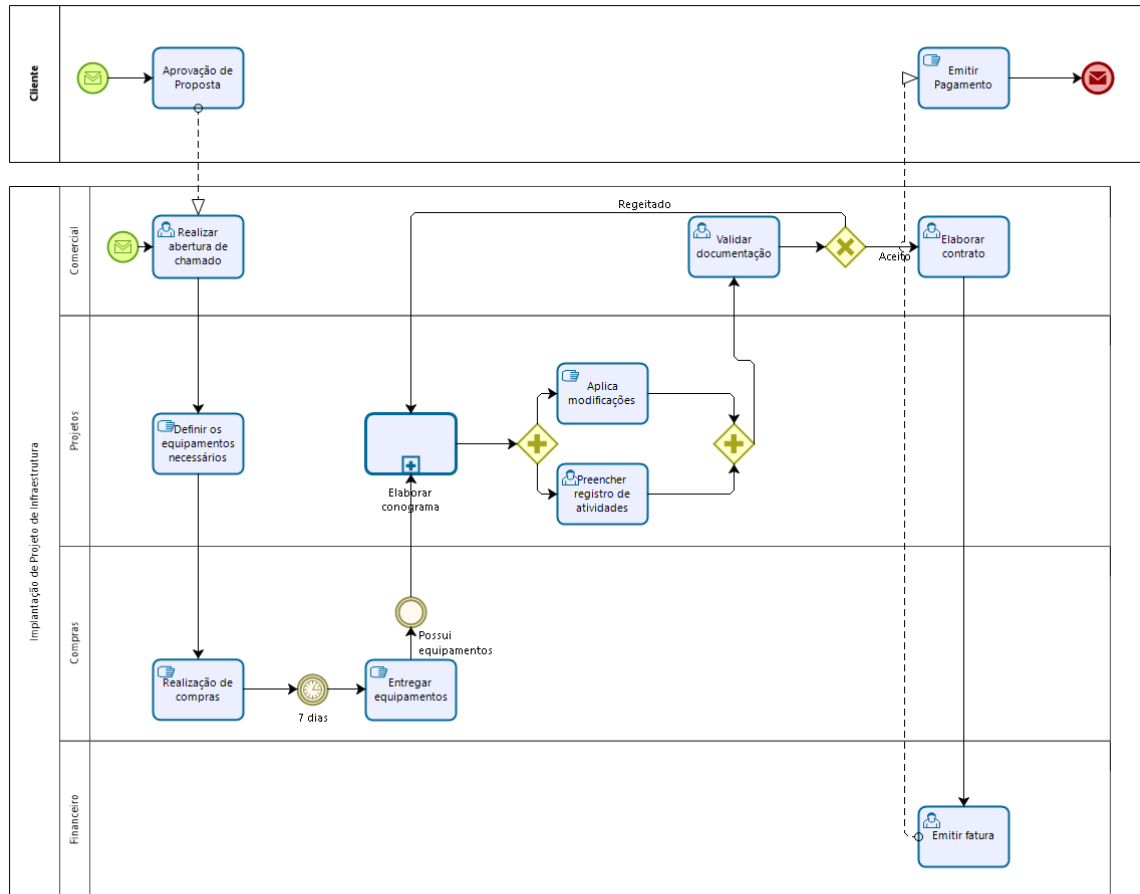 Cliente
Aprovação de
Proposta
Emitir
Pagamento
Implantação de Projeto de Infraestrutura
Comercial
Realizar
abertura de
chamado
Regeitado
Validar
documentação
Aceito
Elaborar
contrato
Projetos
Definir os
equipamentos
necessários
Elaborar
conograma
Aplica
modificações
Preencher
registro de
atividades
Compras
Realização de
compras
7 dias
Entregar
equipamentos
Possui
equipamentos
Financeiro
Emitir fatura